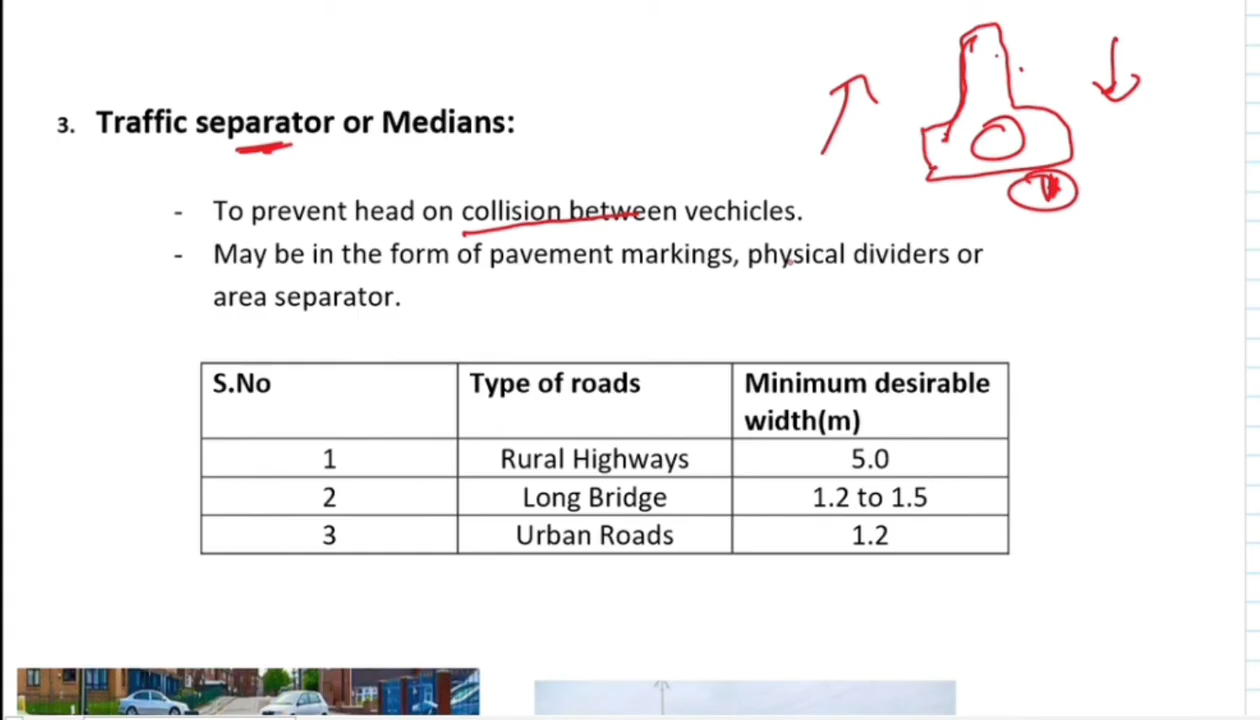 3. Traffic separator or Medians:
- To prevent head on collision between vechicles.
- May be in the form of pavement markings, physical dividers or
area separator.
S.No Type of roads Minimum desirable
width(m)
1 Rural Highways 5.0
2 Long Bridge 1.2 to 1.5
3 Urban Roads 1.2